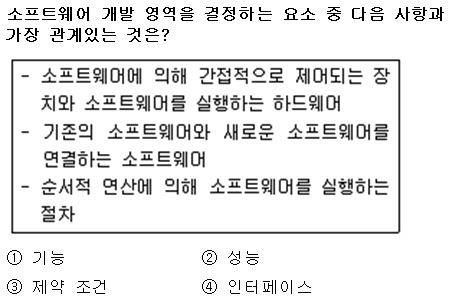 소프트웨어 개발 영역을 결정하는 요소 중 다음 사항과
가장 관계있는 것은?
- 소프트웨어에 의해 간접적으로 제어되는 장
치와 소프트웨어를 실행하는 하드웨어
- 기존의 소프트웨어와 새로운 소프트웨어를
연결하는 소프트웨어
- 순서적 연산에 의해 소프트웨어를 실행하는
절차
① 기능 ② 성능
③ 제약 조건 ④ 인터페이스